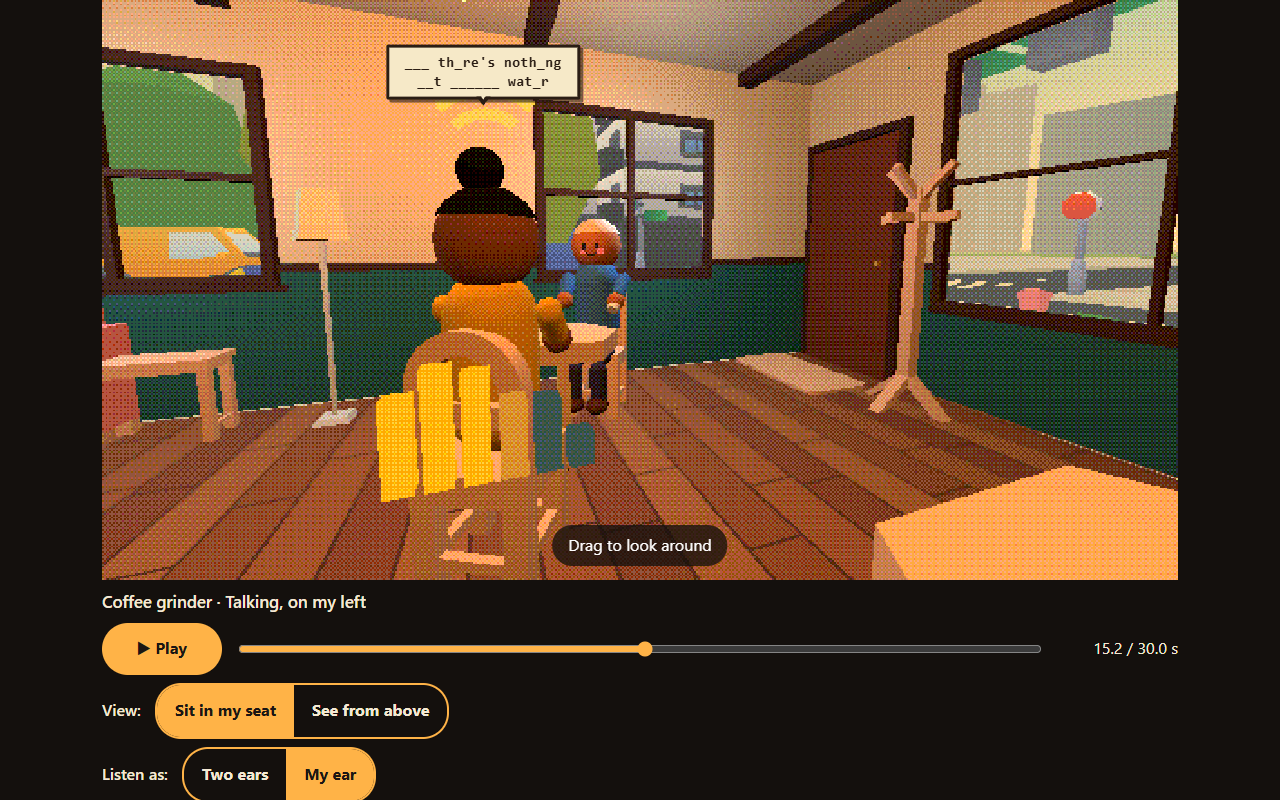 ___ th_re's noth_ng
__t ______ wat_r
Drag to look around
Coffee grinder · Talking, on my left
▶ Play
15.2 / 30.0 s
View: Sit in my seat See from above
Listen as: Two ears My ear